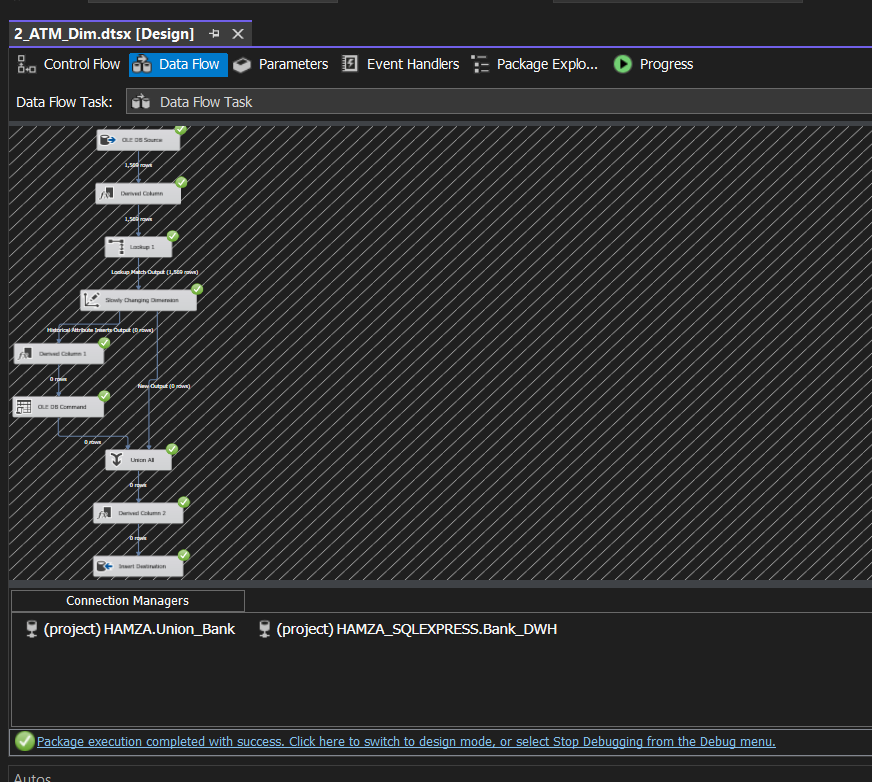 2_ATM_Dim.dtsx [Design]
Control Flow Data Flow Parameters Event Handlers Package Explo... Progress
Data Flow Task: Data Flow Task
OLE DB Source
1,589 rows
Derived Column
1,589 rows
Lookup 1
Lookup Match Output (1,589 rows)
Slowly Changing Dimension
Historical Attribute Inserts Output (0 rows)
Derived Column 1
0 rows
New Output (0 rows)
OLE DB Command
0 rows
Union All
0 rows
Derived Column 2
0 rows
Insert Destination
Connection Managers
(project) HAMZA.Union_Bank (project) HAMZA_SQLEXPRESS.Bank_DWH
Package execution completed with success. Click here to switch to design mode, or select Stop Debugging from the Debug menu.
Autos